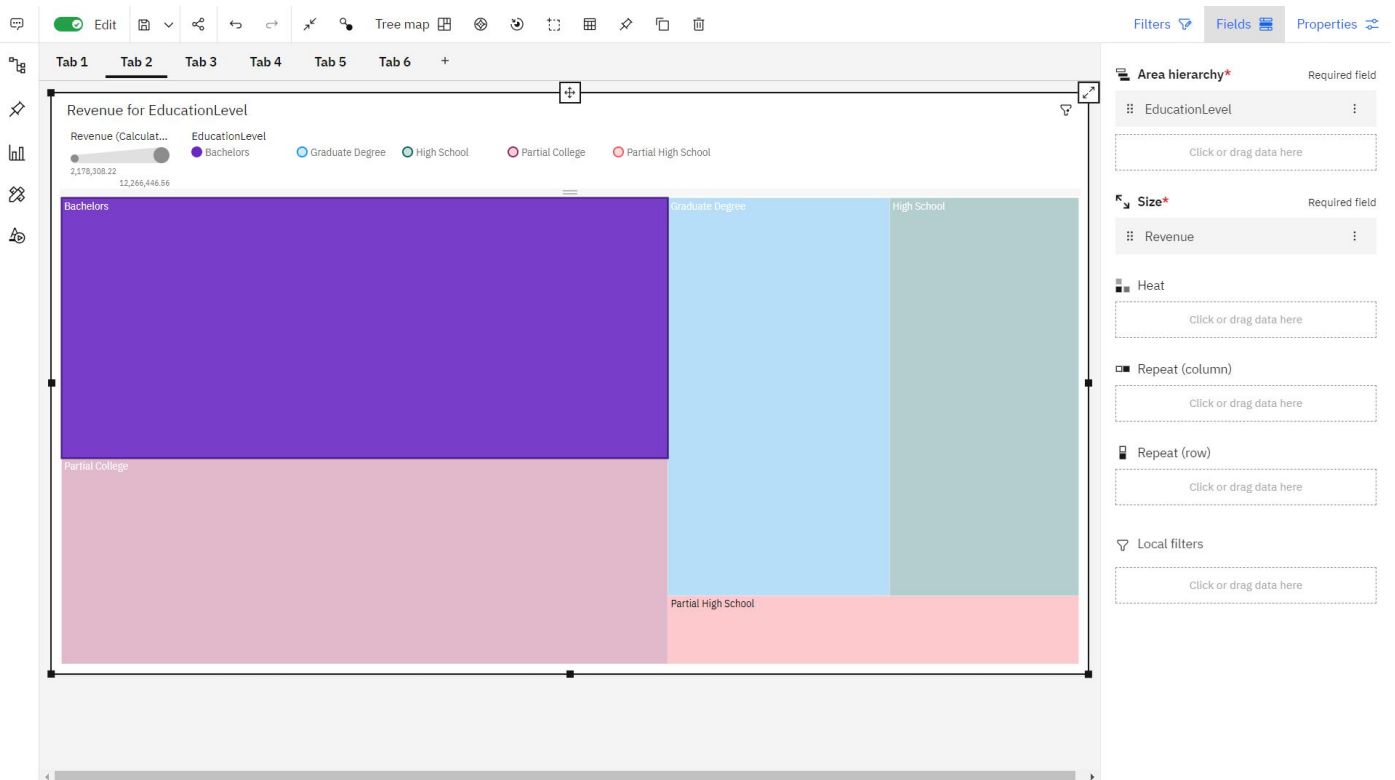 Edit
Tree map
Filters
Fields
Properties
Tab 1
Tab 2
Tab 3
Tab 4
Tab 5
Tab 6
+
Revenue for EducationLevel
Revenue (Calculat...
2,178,308.22
12,266,446.56
EducationLevel
Bachelors
Graduate Degree
High School
Partial College
Partial High School
Bachelors
Graduate Degree
High School
Partial College
Partial High School
Area hierarchy*
Required field
EducationLevel
Click or drag data here
Size*
Required field
Revenue
Heat
Click or drag data here
Repeat (column)
Click or drag data here
Repeat (row)
Click or drag data here
Local filters
Click or drag data here